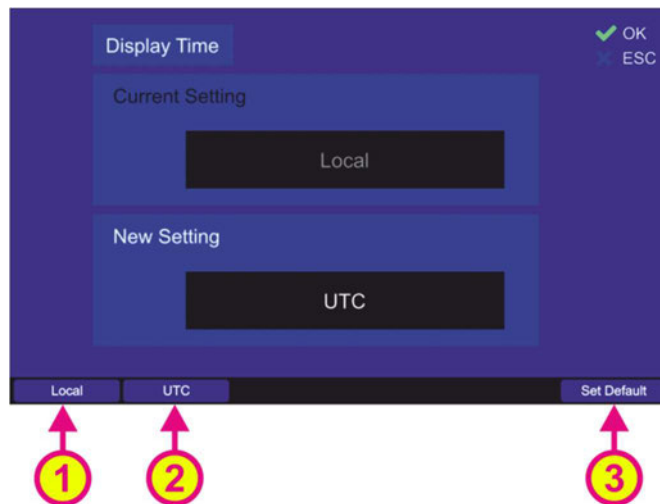 Display Time
OK
ESC
Current Setting
Local
New Setting
UTC
Local UTC Set Default
1 2 3